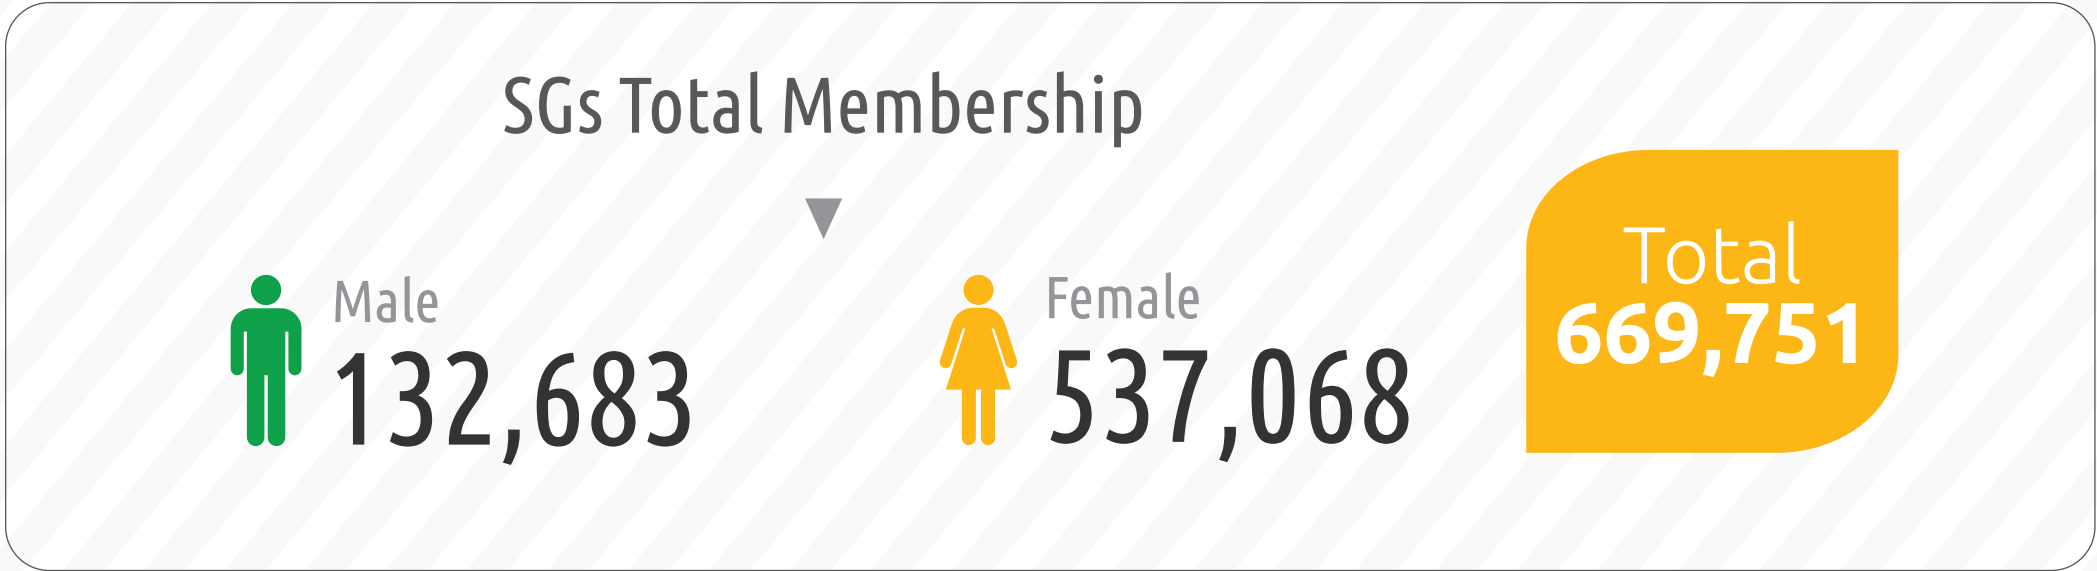 SGs Total Membership
Male
132,683
Female
537,068
Total
669,751